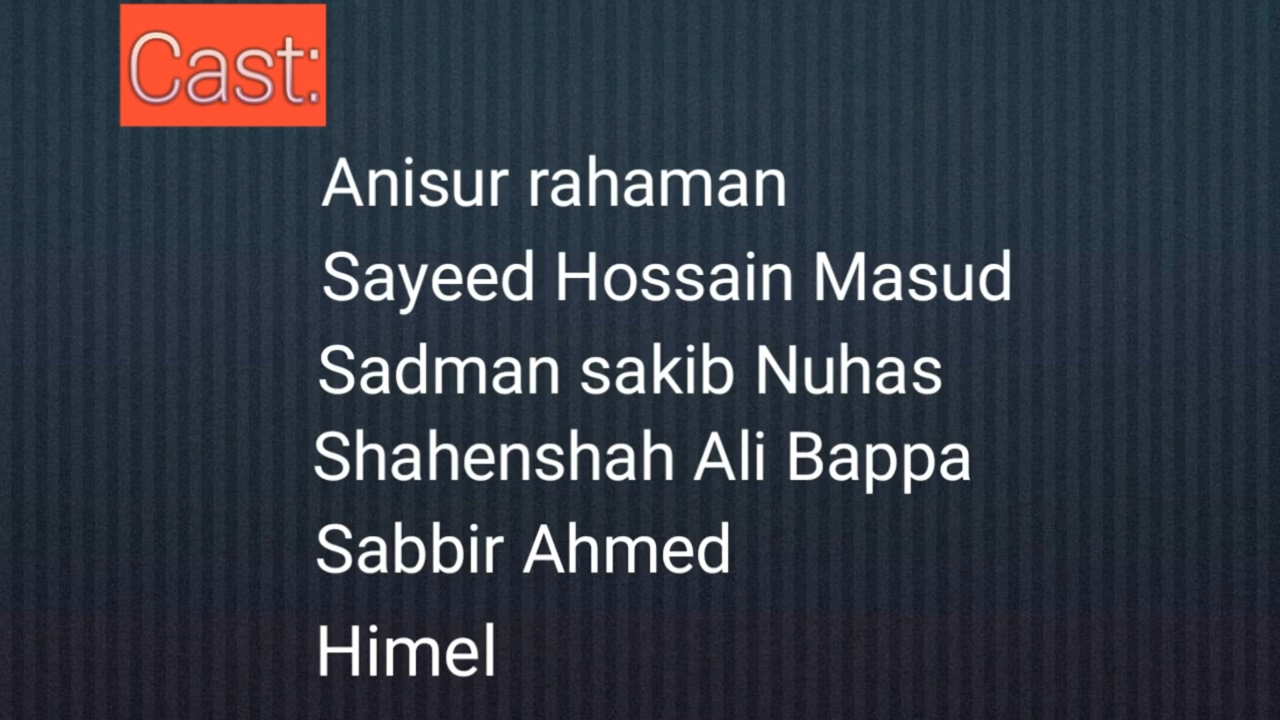 Cast:
Anisur rahaman
Sayeed Hossain Masud
Sadman sakib Nuhas
Shahenshah Ali Bappa
Sabbir Ahmed
Himel